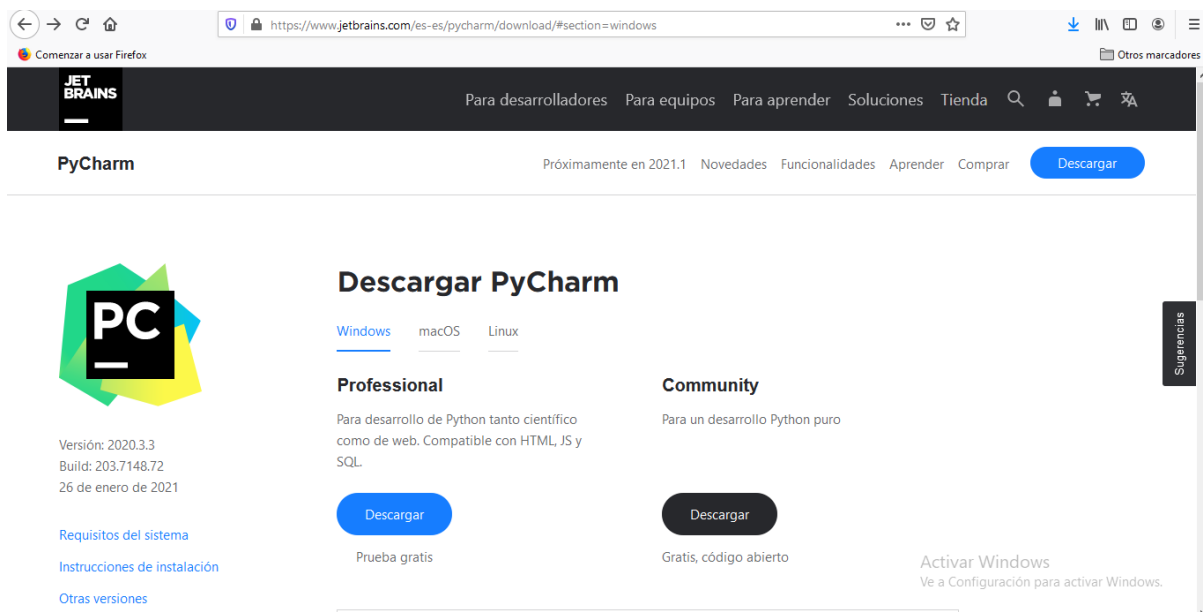 https://www.jetbrains.com/es-es/pycharm/download/#section=windows
Comenzar a usar Firefox
Otros marcadores
JET
BRAINS
Para desarrolladores Para equipos Para aprender Soluciones Tienda
PyCharm
Próximamente en 2021.1 Novedades Funcionalidades Aprender Comprar Descargar
PC
Versión: 2020.3.3
Build: 203.7148.72
26 de enero de 2021
Requisitos del sistema
Instrucciones de instalación
Otras versiones
Descargar PyCharm
Windows macOS Linux
Professional
Para desarrollo de Python tanto científico
como de web. Compatible con HTML, JS y
SQL.
Descargar
Prueba gratis
Community
Para un desarrollo Python puro
Descargar
Gratis, código abierto
Sugerencias
Activar Windows
Ve a Configuración para activar Windows.